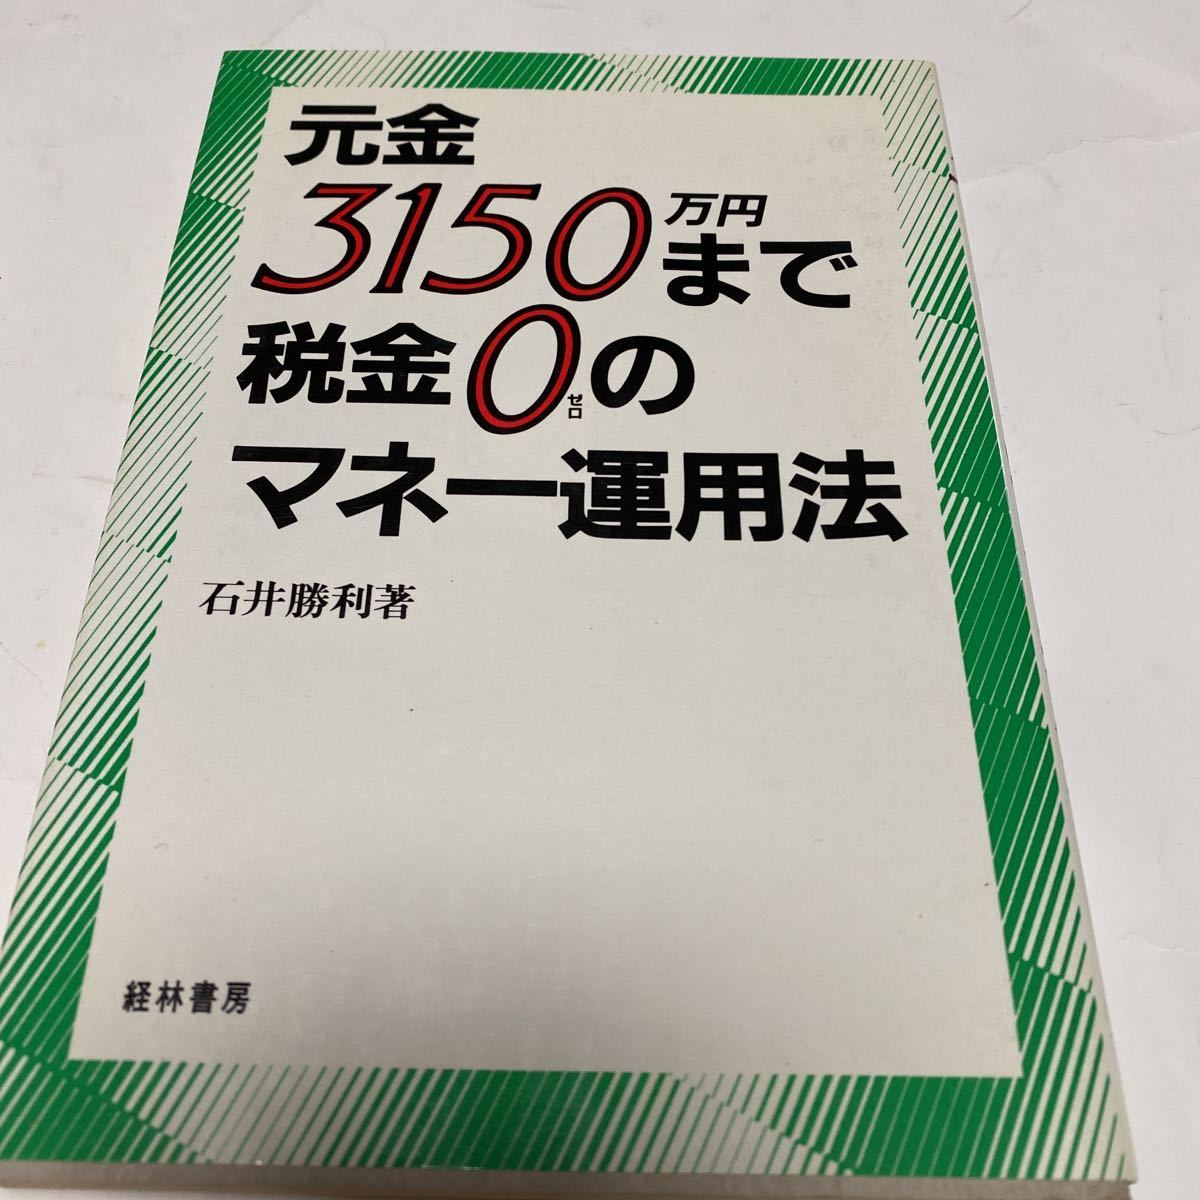 元金
3150万円まで
税金0ゼロの
マネー運用法
石井勝利著
経林書房